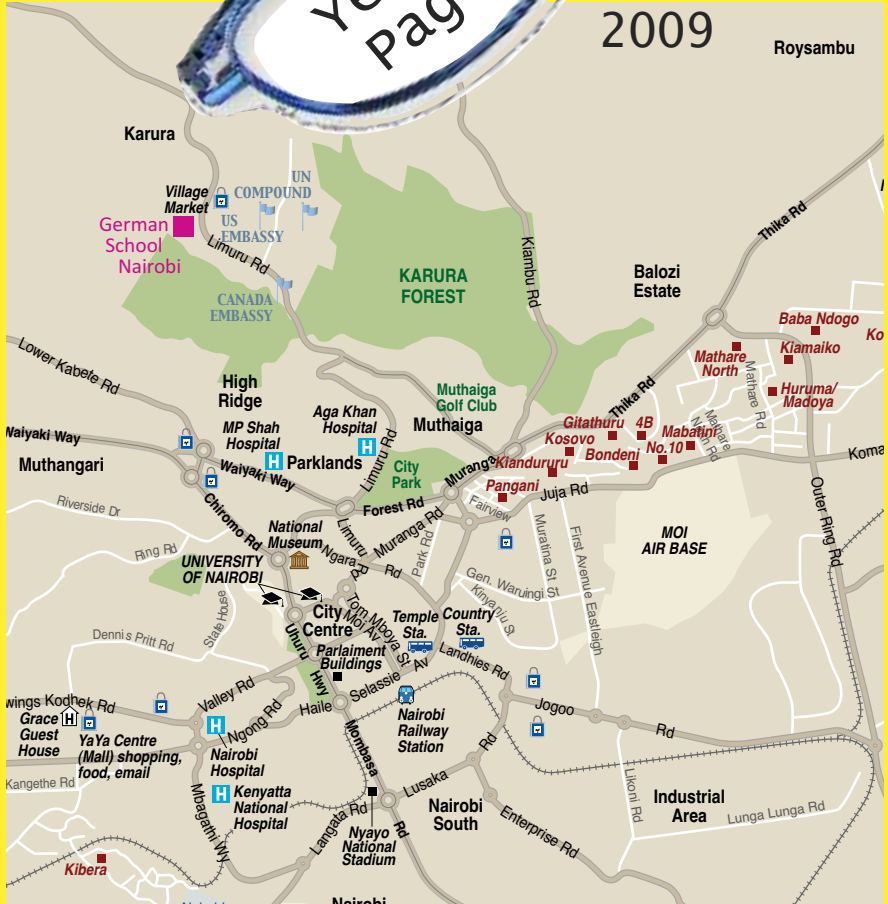 2009
Roysambu
Karura
UN
COMPOUND
Village
Market
US
EMBASSY
German
School
Nairobi
Limuru Rd
Thika Rd
Kiambu Rd
KARURA
FOREST
Balozi
Estate
CANADA
EMBASSY
Baba Ndogo
Kiamaiko
Mathare
North
Mathare Rd
Huruma/
Madoya
Lower Kabete Rd
High
Ridge
Muthaiga
Golf Club
Thika Rd
MP Shah
Hospital
Aga Khan
Hospital
Muthaiga
Gitathuru
4B
Kosovo
Mabatini
Waiyaki Way
Muthangari
Parklands
Limuru Rd
City
Park
Muranga
Kiandururu
Bondeni
No.10
Waiyaki Way
Pangani
Juja Rd
Outer Ring Rd
Chiromo Rd
Forest Rd
Fairview
Riverside Dr
National
Museum
Limuru
Rd
Muranga Rd
Park Rd
Muratina St
First Avenue Eastleigh
MOI
AIR BASE
Ring Rd
UNIVERSITY
OF NAIROBI
Ngara Rd
Gen. Waruingi St
Kinyanjui St
State House
City
Centre
Tom Mboya St
Moi Av
Temple
Sta.
Country
Sta.
Dennis Pritt Rd
Uhuru
Hwy
Parlaiment
Buildings
Landhies Rd
Haile
Selassie
Av
Valley Rd
Ngong Rd
wings Kodhek Rd
Grace
Guest
House
YaYa Centre
(Mall) shopping,
food, email
Nairobi
Hospital
Nairobi
Railway
Station
Jogoo
Rd
Mombasa
Rd
Kangethe Rd
Mbagathi Wy
Kenyatta
National
Hospital
Lusaka
Rd
Nairobi
South
Likoni Rd
Industrial
Area
Lunga Lunga Rd
Langata Rd
Nyayo
National
Stadium
Enterprise Rd
Kibera
Nairobi